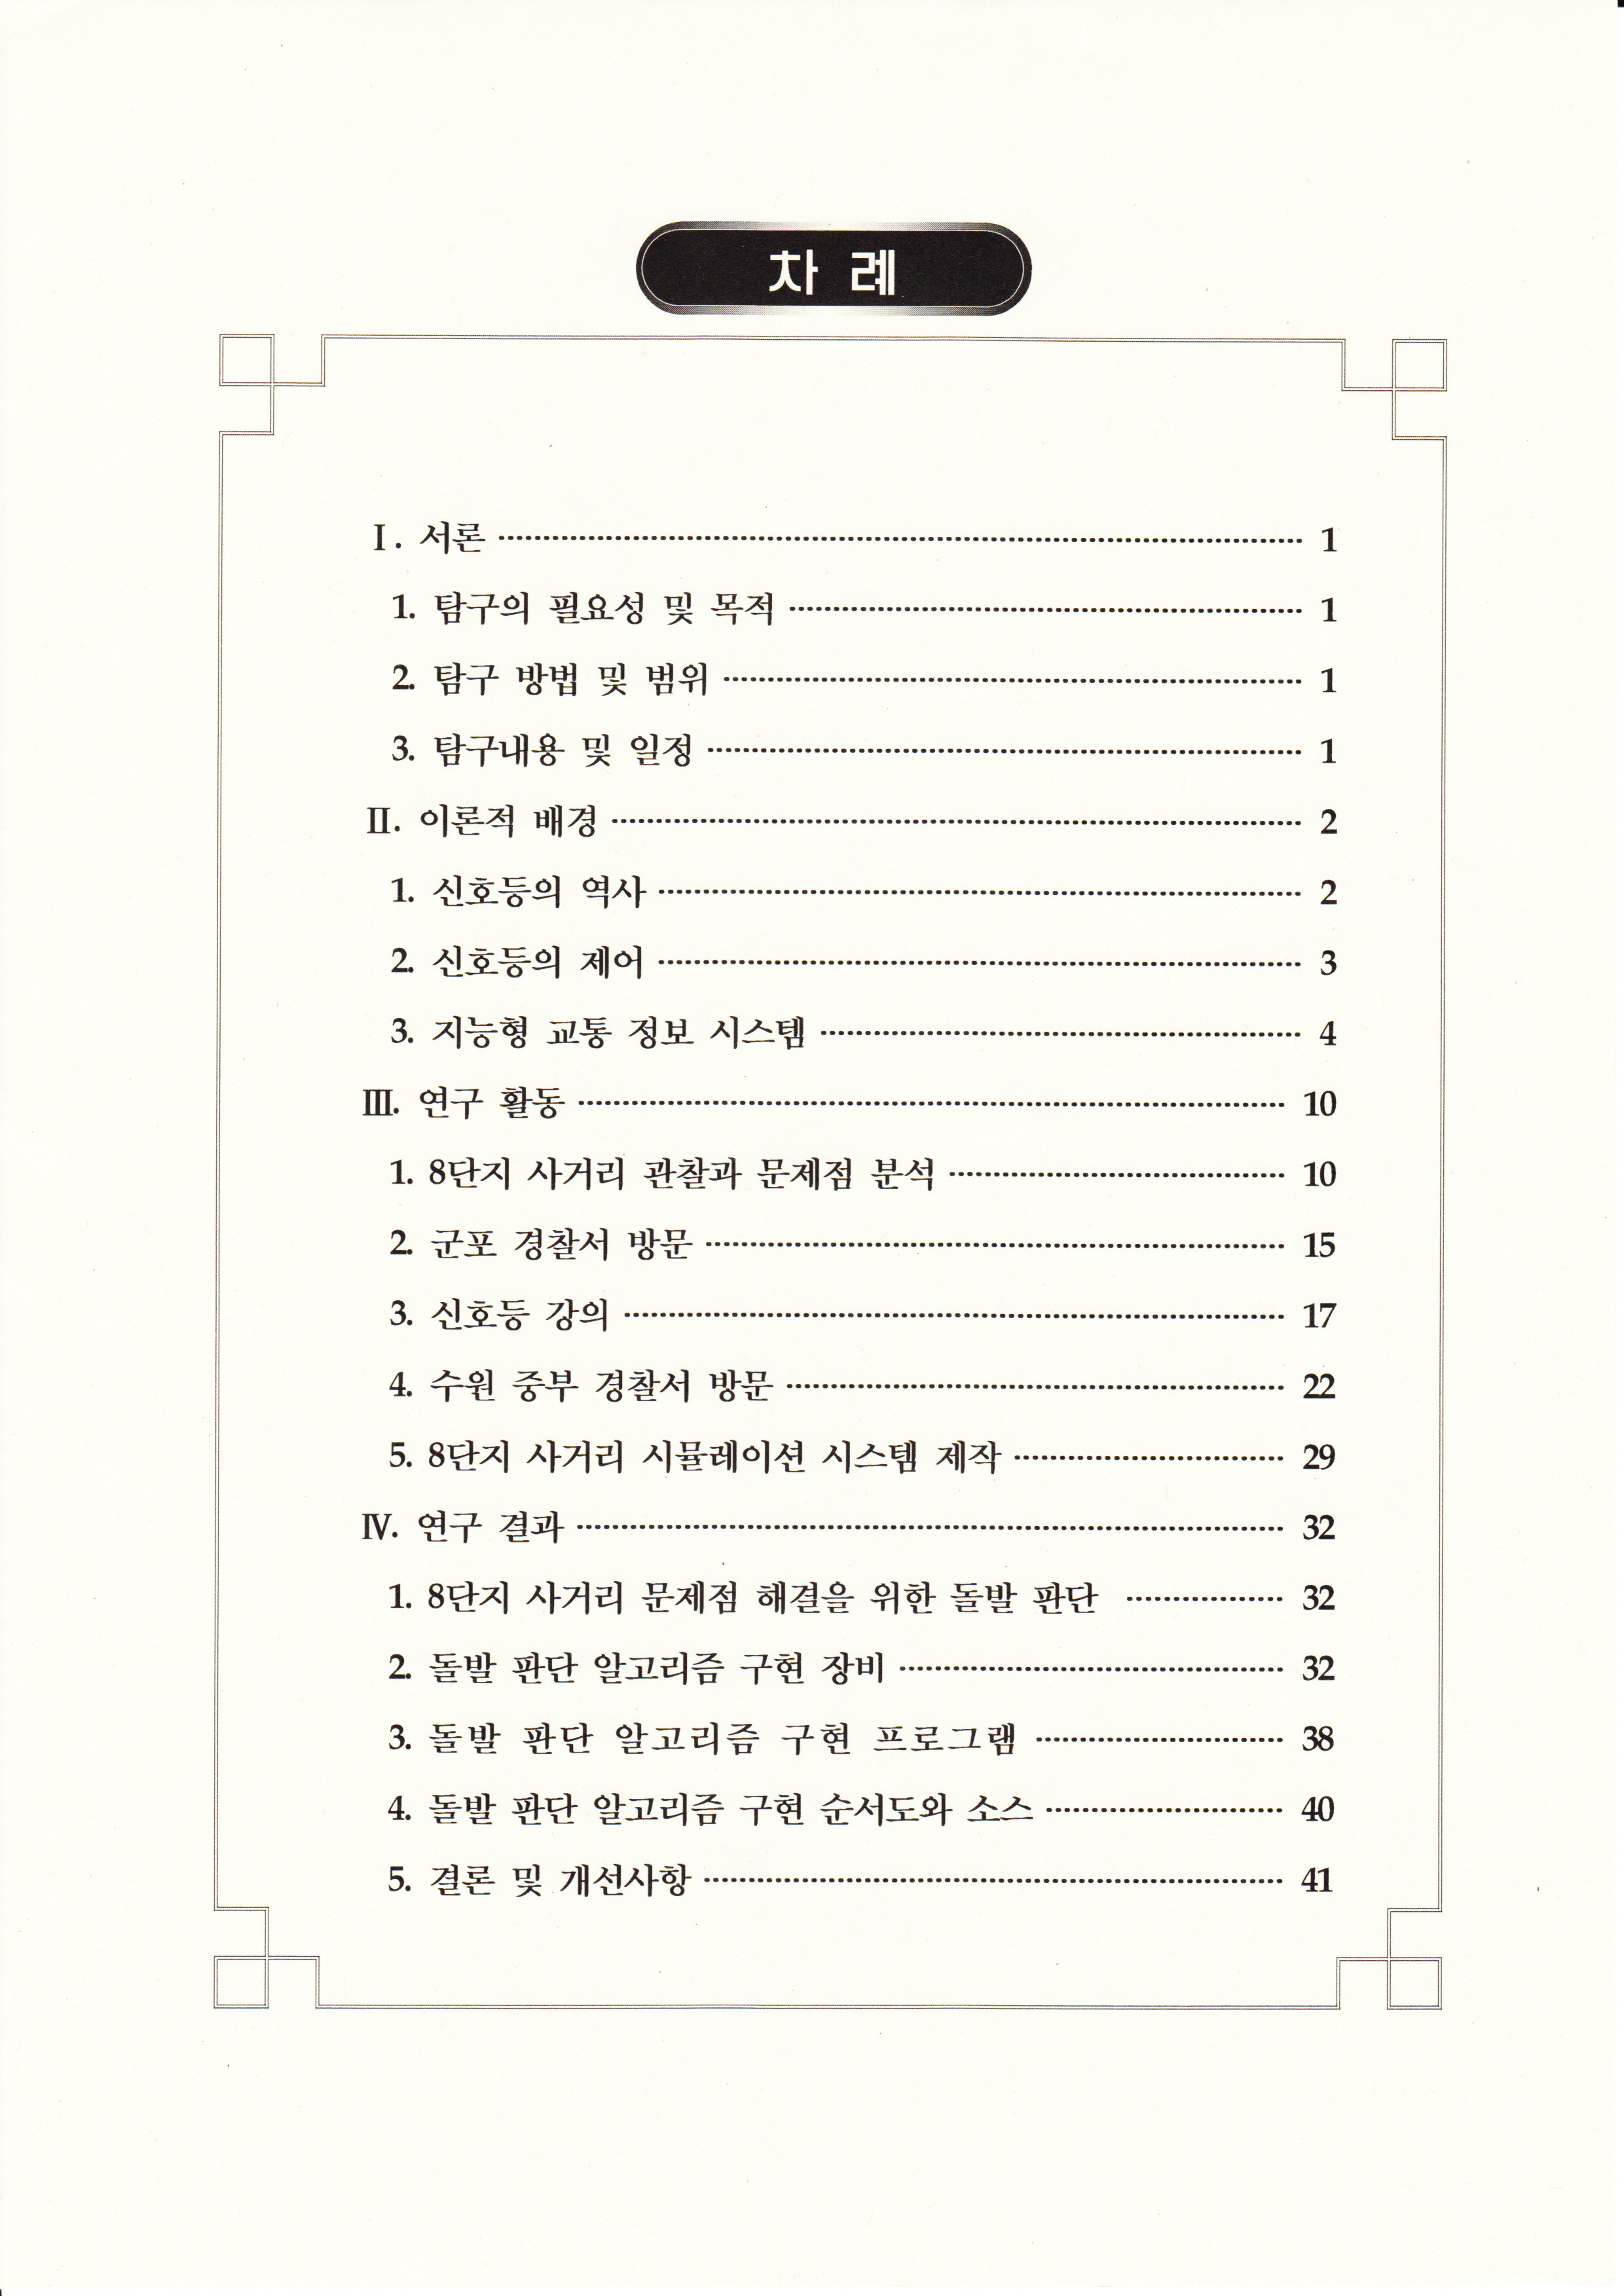 차 례
Ⅰ. 서론 ········ 1
1. 탐구의 필요성 및 목적 ········ 1
2. 탐구 방법 및 범위 ········ 1
3. 탐구내용 및 일정 ········ 1
Ⅱ. 이론적 배경 ········ 2
1. 신호등의 역사 ········ 2
2. 신호등의 제어 ········ 3
3. 지능형 교통 정보 시스템 ········ 4
Ⅲ. 연구 활동 ········ 10
1. 8단지 사거리 관찰과 문제점 분석 ········ 10
2. 군포 경찰서 방문 ········ 15
3. 신호등 강의 ········ 17
4. 수원 중부 경찰서 방문 ········ 22
5. 8단지 사거리 시뮬레이션 시스템 제작 ········ 29
Ⅳ. 연구 결과 ········ 32
1. 8단지 사거리 문제점 해결을 위한 돌발 판단 ········ 32
2. 돌발 판단 알고리즘 구현 장비 ········ 32
3. 돌발 판단 알고리즘 구현 프로그램 ········ 38
4. 돌발 판단 알고리즘 구현 순서도와 소스 ········ 40
5. 결론 및 개선사항 ········ 41